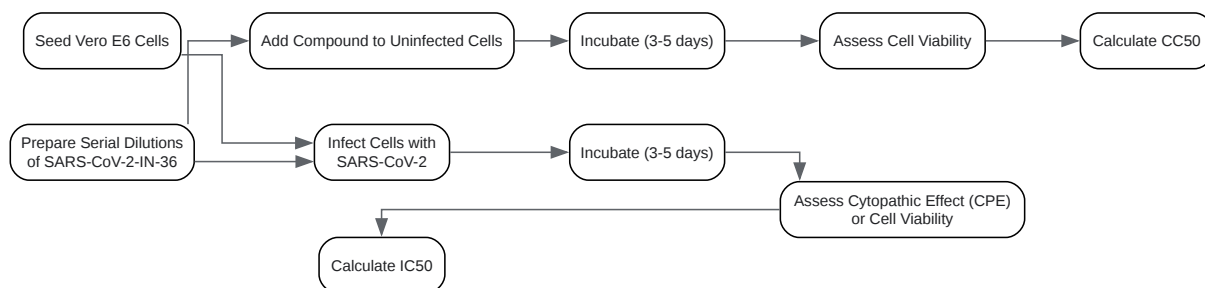 Seed Vero E6 Cells
Add Compound to Uninfected Cells
Incubate (3-5 days)
Assess Cell Viability
Calculate CC50
Prepare Serial Dilutions
of SARS-CoV-2-IN-36
Infect Cells with
SARS-CoV-2
Incubate (3-5 days)
Assess Cytopathic Effect (CPE)
or Cell Viability
Calculate IC50